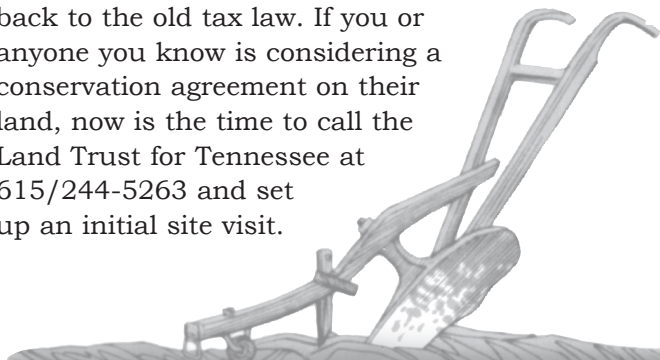 back to the old tax law. If you or
anyone you know is considering a
conservation agreement on their
land, now is the time to call the
Land Trust for Tennessee at
615/244-5263 and set
up an initial site visit.